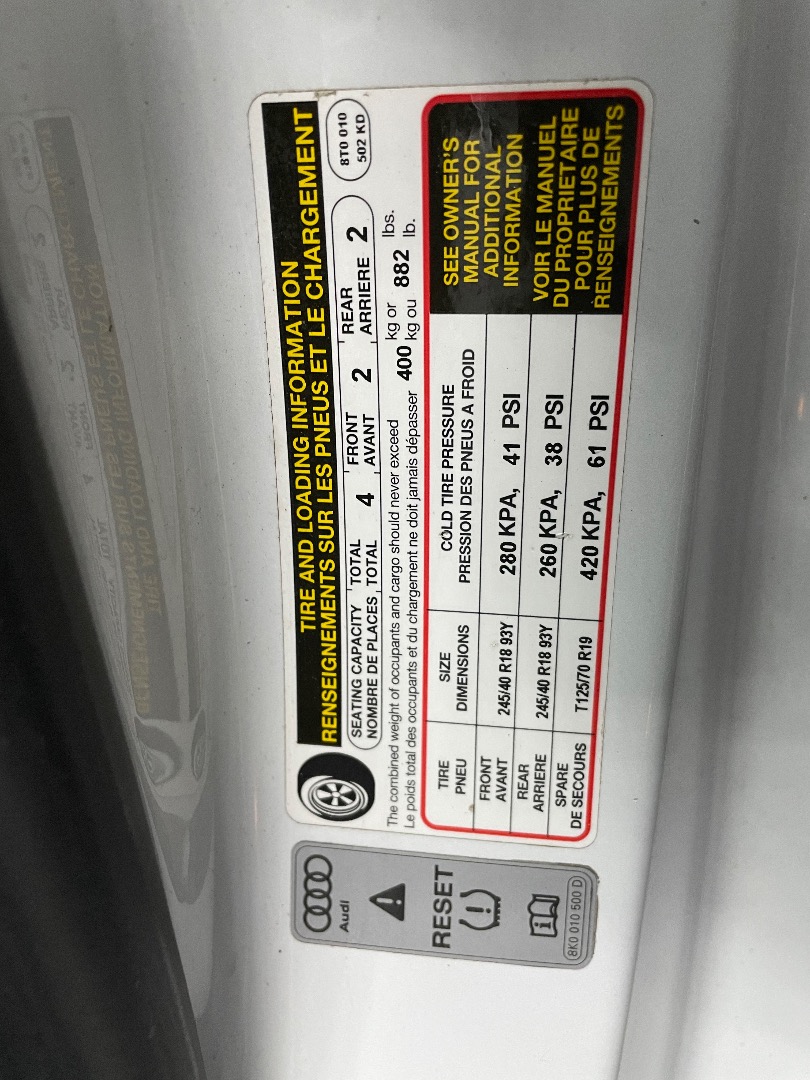 TIRE AND LOADING INFORMATION
RENSEIGNEMENTS SUR LES PNEUS ET LE CHARGEMENT
SEATING CAPACITY TOTAL 4 FRONT 2 REAR 2
NOMBRE DE PLACES TOTAL AVANT ARRIERE
8T0 010
502 KD
The combined weight of occupants and cargo should never exceed 400 kg or 882 lbs.
Le poids total des occupants et du chargement ne doit jamais dépasser kg ou lb.
TIRE SIZE COLD TIRE PRESSURE
PNEU DIMENSIONS PRESSION DES PNEUS A FROID
FRONT
AVANT 245/40 R18 93Y 280 KPA, 41 PSI
REAR
ARRIERE 245/40 R18 93Y 260 KPA, 38 PSI
SPARE
DE SECOURS T125/70 R19 420 KPA, 61 PSI
SEE OWNER'S
MANUAL FOR
ADDITIONAL
INFORMATION
VOIR LE MANUEL
DU PROPRIETAIRE
POUR PLUS DE
RENSEIGNEMENTS
Audi
RESET
8K0 010 500 D